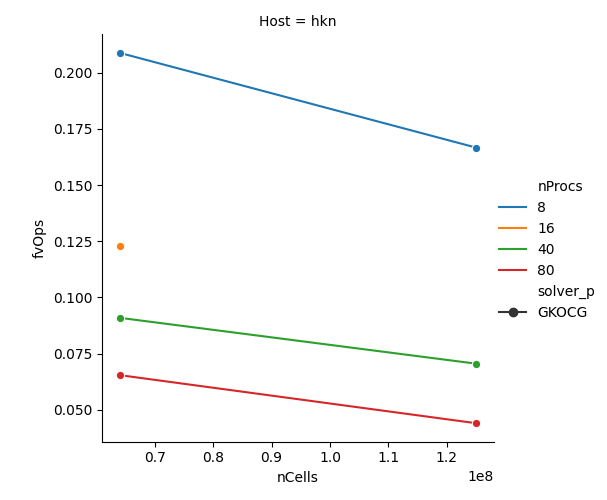 Host = hkn
fvOps
0.200
0.175
0.150
0.125
0.100
0.075
0.050
0.7 0.8 0.9 1.0 1.1 1.2
1e8
nCells
nProcs
8
16
40
80
solver_p
GKOCG